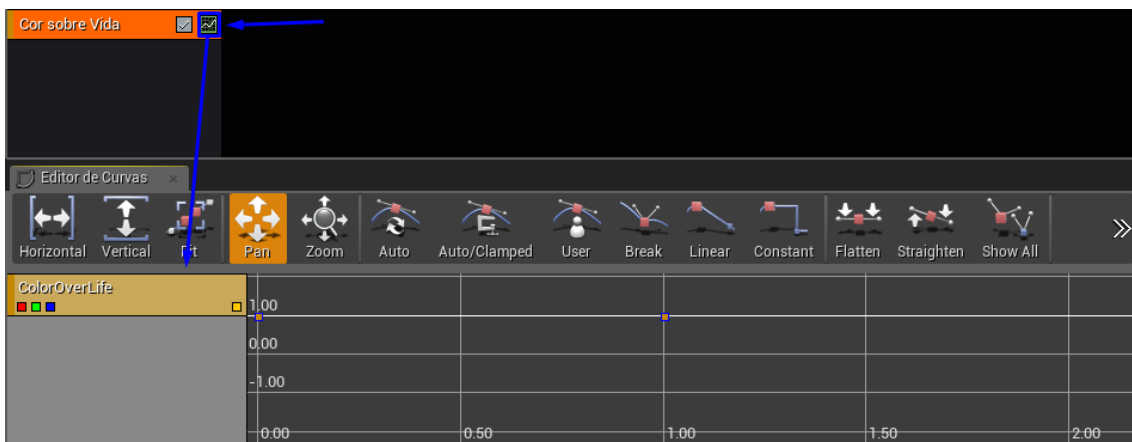 Cor sobre Vida
Editor de Curvas
Horizontal Vertical Fit Pan Zoom Auto Auto/Clamped User Break Linear Constant Flatten Straighten Show All
ColorOverLife
1.00
0.00
-1.00
0.00 0.50 1.00 1.50 2.00